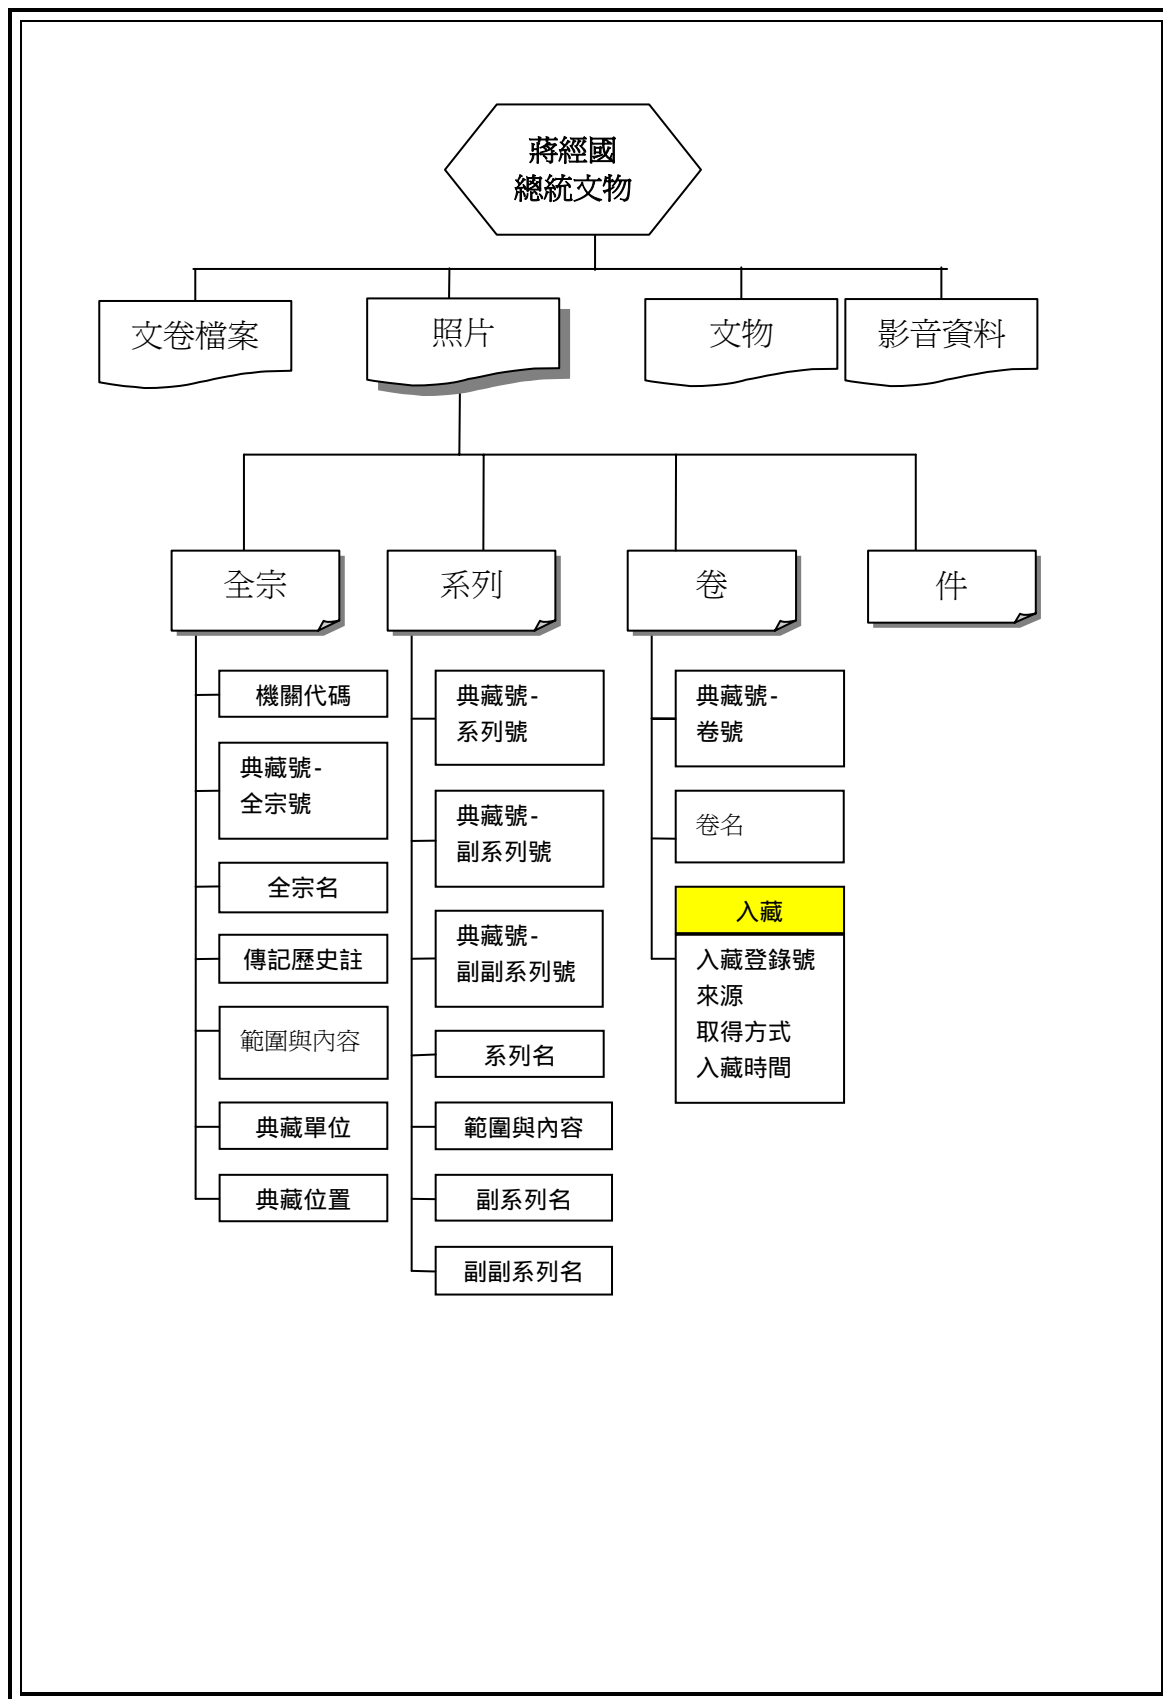 蔣經國
總統文物
文卷檔案
照片
文物
影音資料
全宗
系列
卷
件
機關代碼
典藏號-
全宗號
全宗名
傳記歷史註
範圍與內容
典藏單位
典藏位置
典藏號-
系列號
典藏號-
副系列號
典藏號-
副副系列號
系列名
範圍與內容
副系列名
副副系列名
典藏號-
卷號
卷名
入藏
入藏登錄號
來源
取得方式
入藏時間